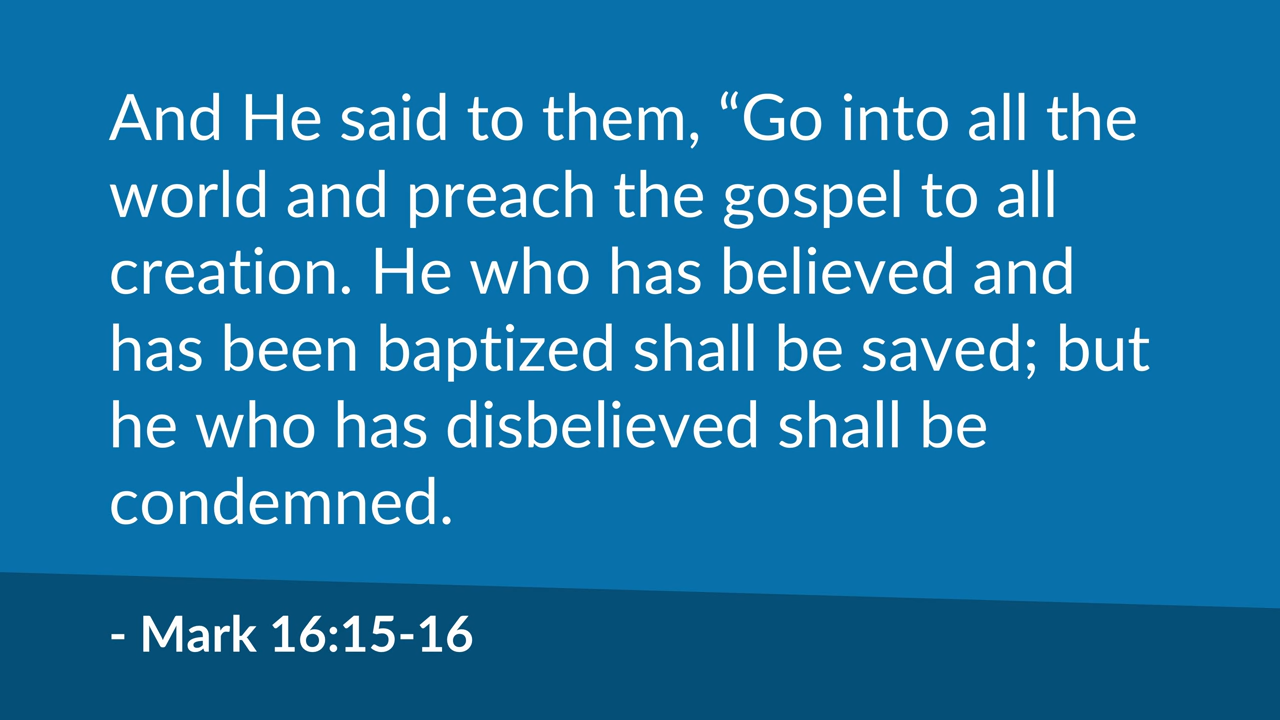 And He said to them, “Go into all the
world and preach the gospel to all
creation. He who has believed and
has been baptized shall be saved; but
he who has disbelieved shall be
condemned.
- Mark 16:15-16